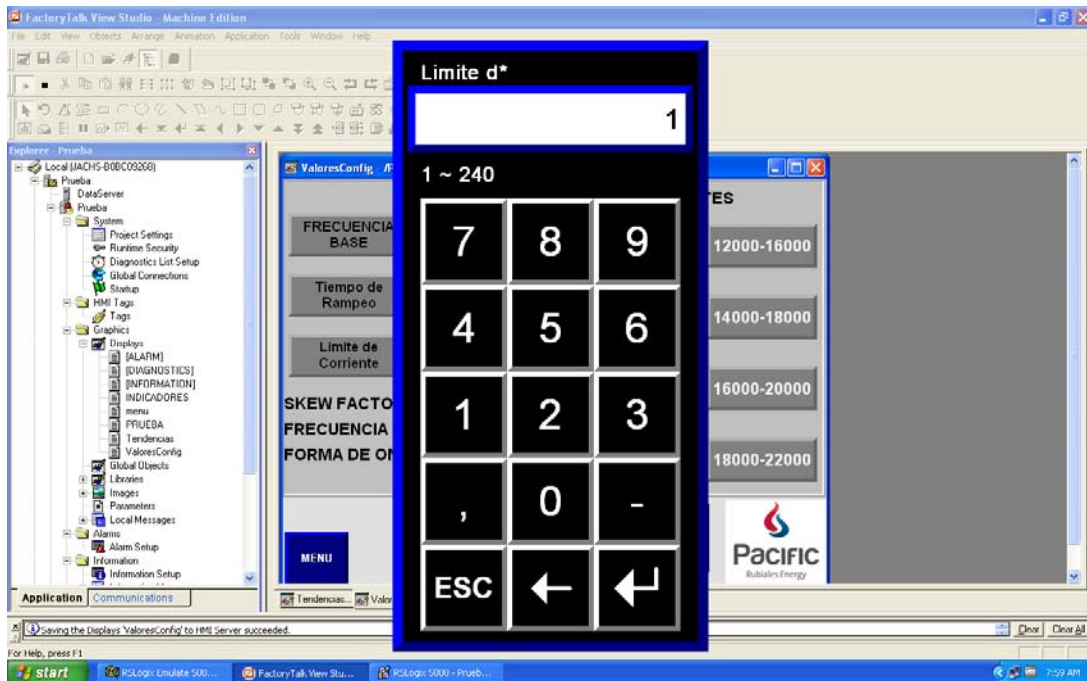 FactoryTalk View Studio - Machine Edition
File Edit View Objects Arrange Animation Application Tools Window Help
Explorer - Prueba
Local (JACHS-B0BC09260)
Prueba
DataServer
Prueba
System
Project Settings
Runtime Security
Diagnostics List Setup
Global Connections
Startup
HMI Tags
Tags
Graphics
Displays
[ALARM]
[DIAGNOSTICS]
[INFORMATION]
INDICADORES
menu
PRUEBA
Tendencias
ValoresConfig
Global Objects
Libraries
Images
Parameters
Local Messages
Alarms
Alarm Setup
Information
Information Setup
Application Communications
ValoresConfig - /P
FRECUENCIA
BASE
Tiempo de
Rampeo
Limite de
Corriente
SKEW FACTO
FRECUENCIA
FORMA DE ON
MENU
Limite d*
1
1 ~ 240
7 8 9
4 5 6
1 2 3
, 0 -
ESC
TES
12000-16000
14000-18000
16000-20000
18000-22000
PACIFIC
Rubiales Energy
Tendencias... Valor
Saving the Displays 'ValoresConfig' to HMI Server succeeded.
Clear Clear All
For Help, press F1
start RSLogix Emulate 500... FactoryTalk View Stu... RSLogix 5000 - Prueb... 7:59 AM